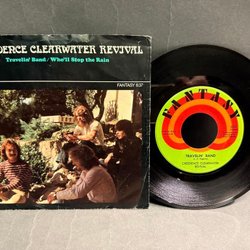 DENCE CLEARWATER REVIVAL
Travelin' Band / Who'll Stop the Rain
FANTASY 637
FANTASY
TRAVELIN' BAND
CREEDENCE CLEARWATER
REVIVAL